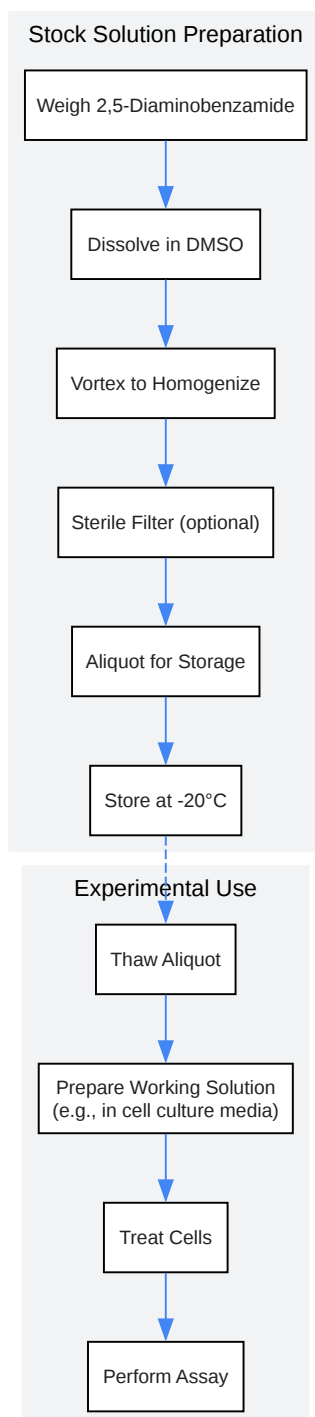 Stock Solution Preparation
Weigh 2,5-Diaminobenzamide
Dissolve in DMSO
Vortex to Homogenize
Sterile Filter (optional)
Aliquot for Storage
Store at -20°C
Experimental Use
Thaw Aliquot
Prepare Working Solution
(e.g., in cell culture media)
Treat Cells
Perform Assay